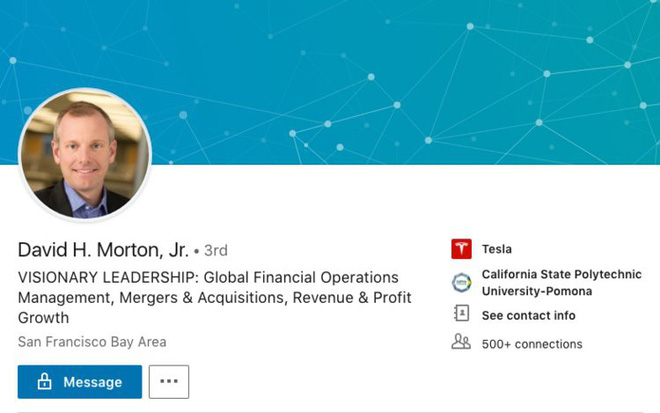 David H. Morton, Jr. • 3rd
VISIONARY LEADERSHIP: Global Financial Operations
Management, Mergers & Acquisitions, Revenue & Profit
Growth
San Francisco Bay Area
Message
Tesla
California State Polytechnic
University-Pomona
See contact info
500+ connections